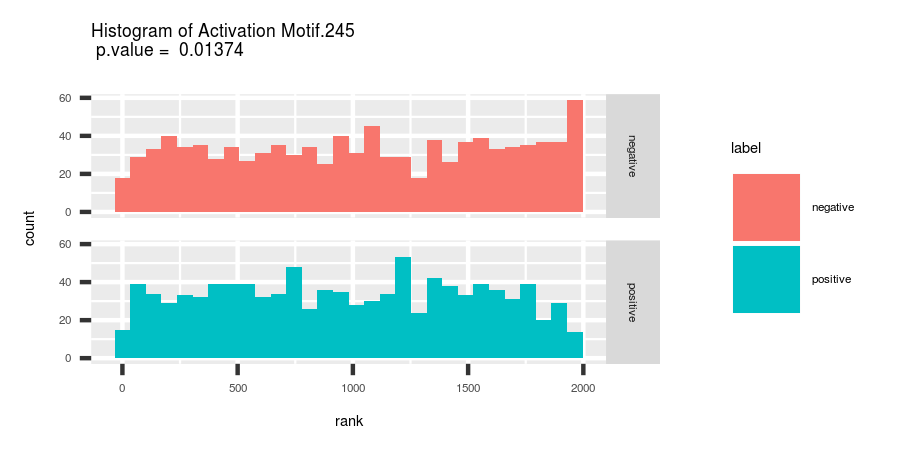 Histogram of Activation Motif.245
p.value =  0.01374
count
60
40
20
0
negative
60
40
20
0
positive
0
500
1000
1500
2000
rank
label
negative
positive